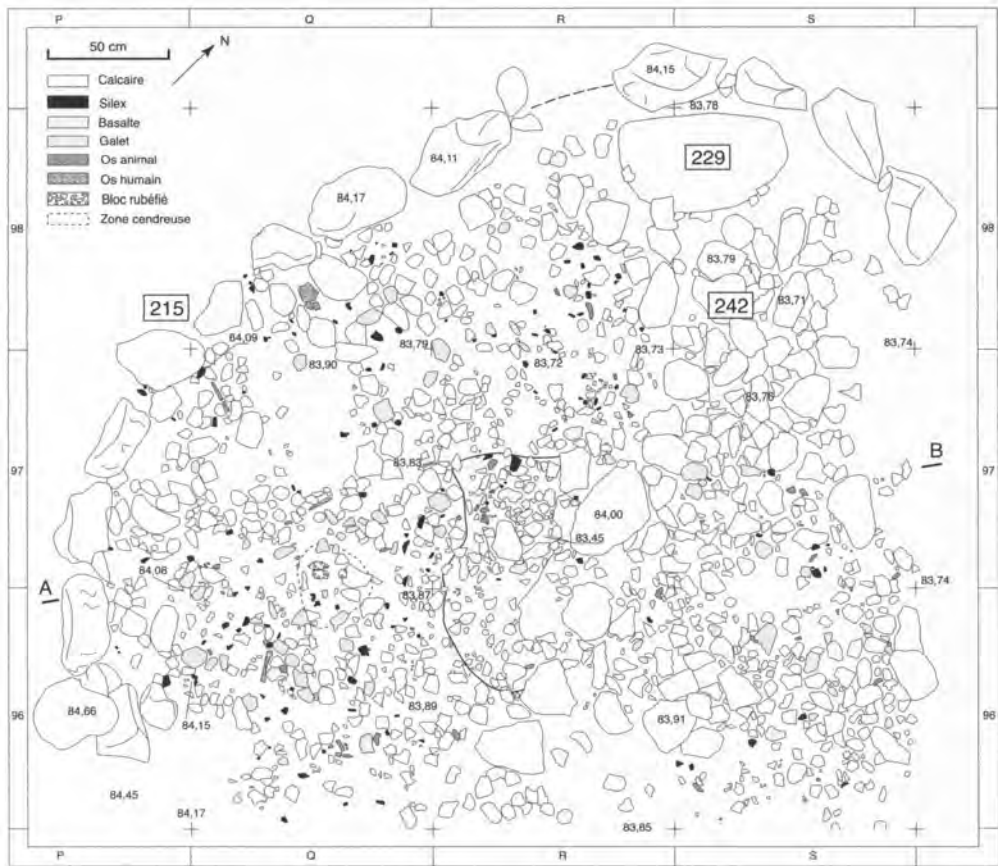 P Q R S
50 cm
N
Calcaire
Silex
Basalte
Galet
Os animal
Os humain
Bloc rubéfié
Zone cendreuse
84,15
83,78
229
84,11
84,17
98
98
83,79
242
83,71
215
84,09
83,79
83,90
83,72
83,73
83,74
83,76
97
B
97
83,83
84,00
83,45
84,08
A
83,87
83,74
96
84,66
84,15
83,89
83,91
96
84,45
84,17
83,85
P Q R S